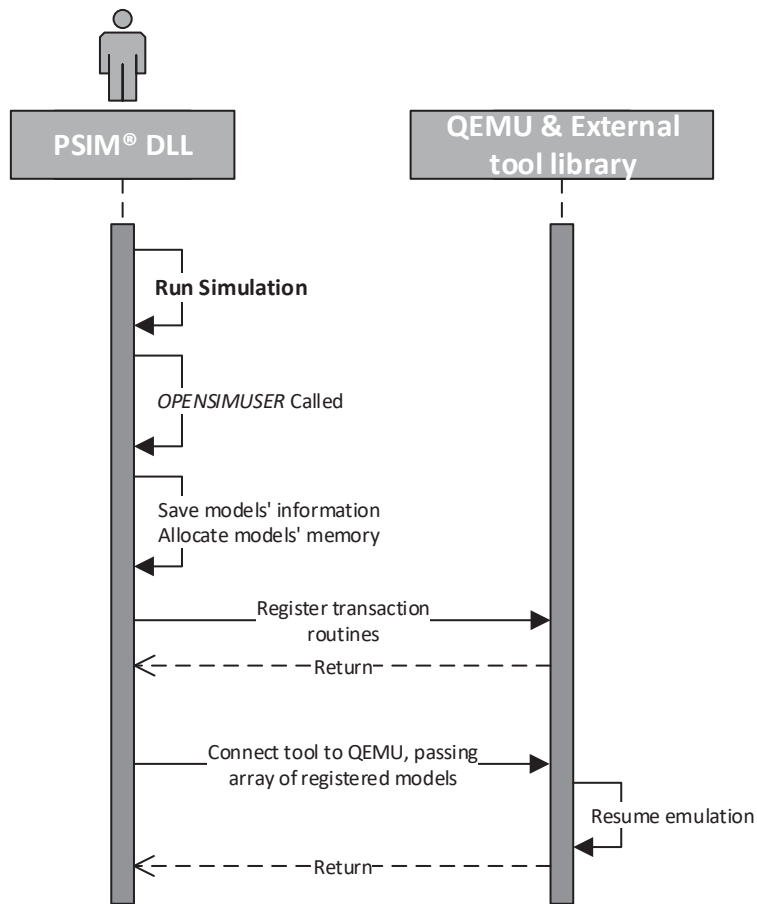 PSIM® DLL
QEMU & External
tool library
Run Simulation
OPENSIMUSER Called
Save models' information
Allocate models' memory
Register transaction
routines
Return
Connect tool to QEMU, passing
array of registered models
Resume emulation
Return